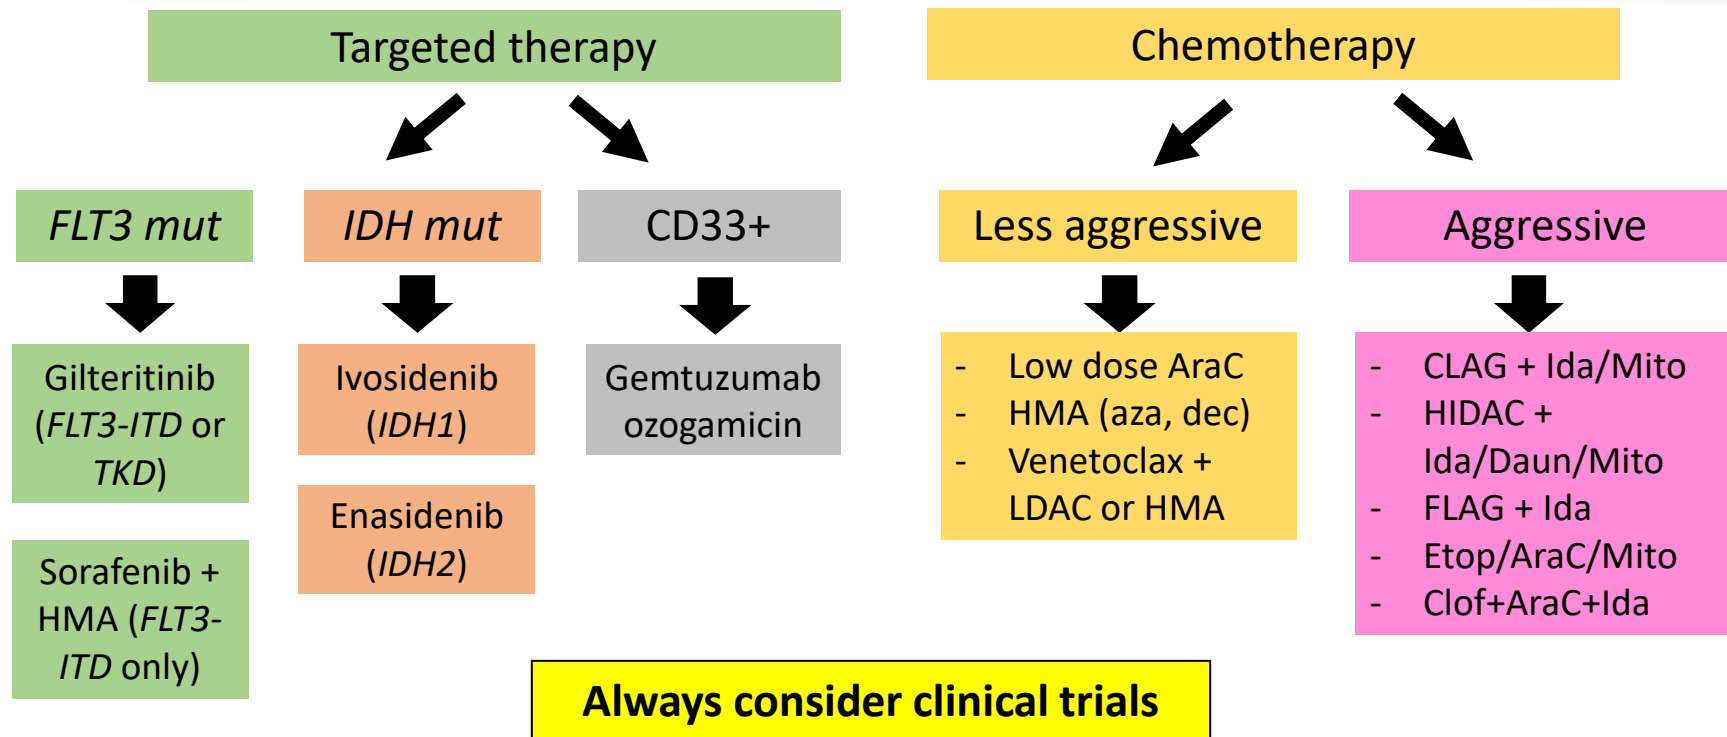 Targeted therapy
Chemotherapy
FLT3 mut
IDH mut
CD33+
Less aggressive
Aggressive
Gilteritinib
(FLT3-ITD or
TKD)
Sorafenib +
HMA (FLT3-
ITD only)
Ivosidenib
(IDH1)
Enasidenib
(IDH2)
Gemtuzumab
ozogamicin
- Low dose AraC
- HMA (aza, dec)
- Venetoclax +
LDAC or HMA
- CLAG + Ida/Mito
- HIDAC +
Ida/Daun/Mito
- FLAG + Ida
- Etop/AraC/Mito
- Clof+AraC+Ida
Always consider clinical trials